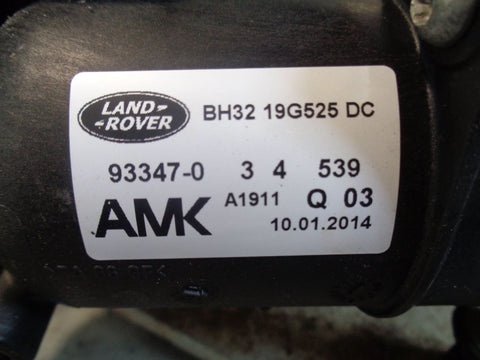 LAND-
-ROVER
BH32 19G525 DC
93347-0 3 4 539
AMK A1911 Q 03
10.01.2014